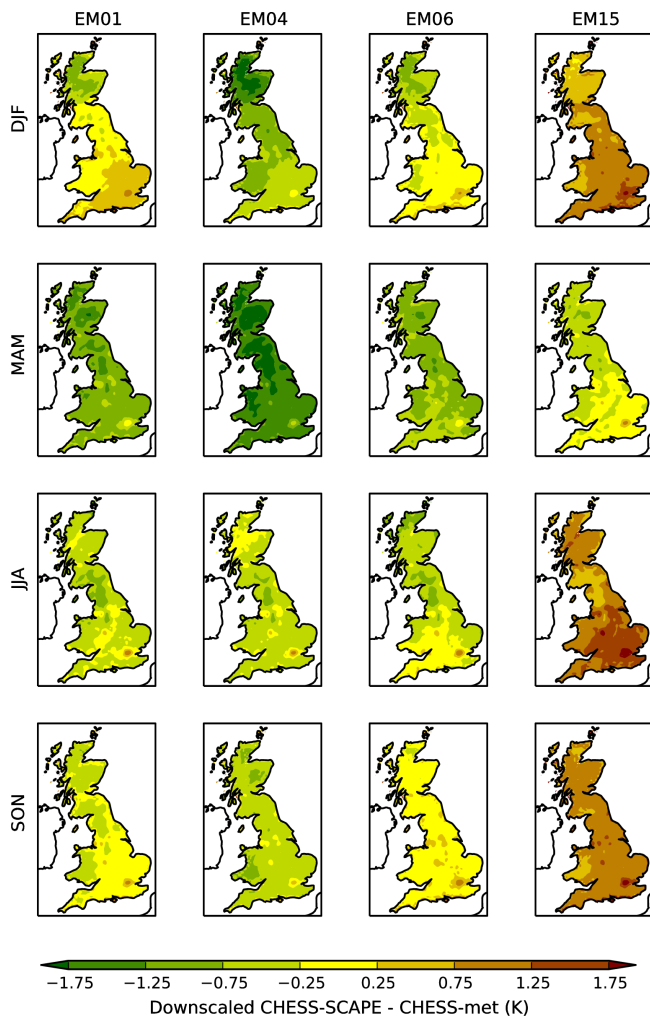 EM01 EM04 EM06 EM15
DJF
MAM
JJA
SON
−1.75 −1.25 −0.75 −0.25 0.25 0.75 1.25 1.75
Downscaled CHESS-SCAPE - CHESS-met (K)